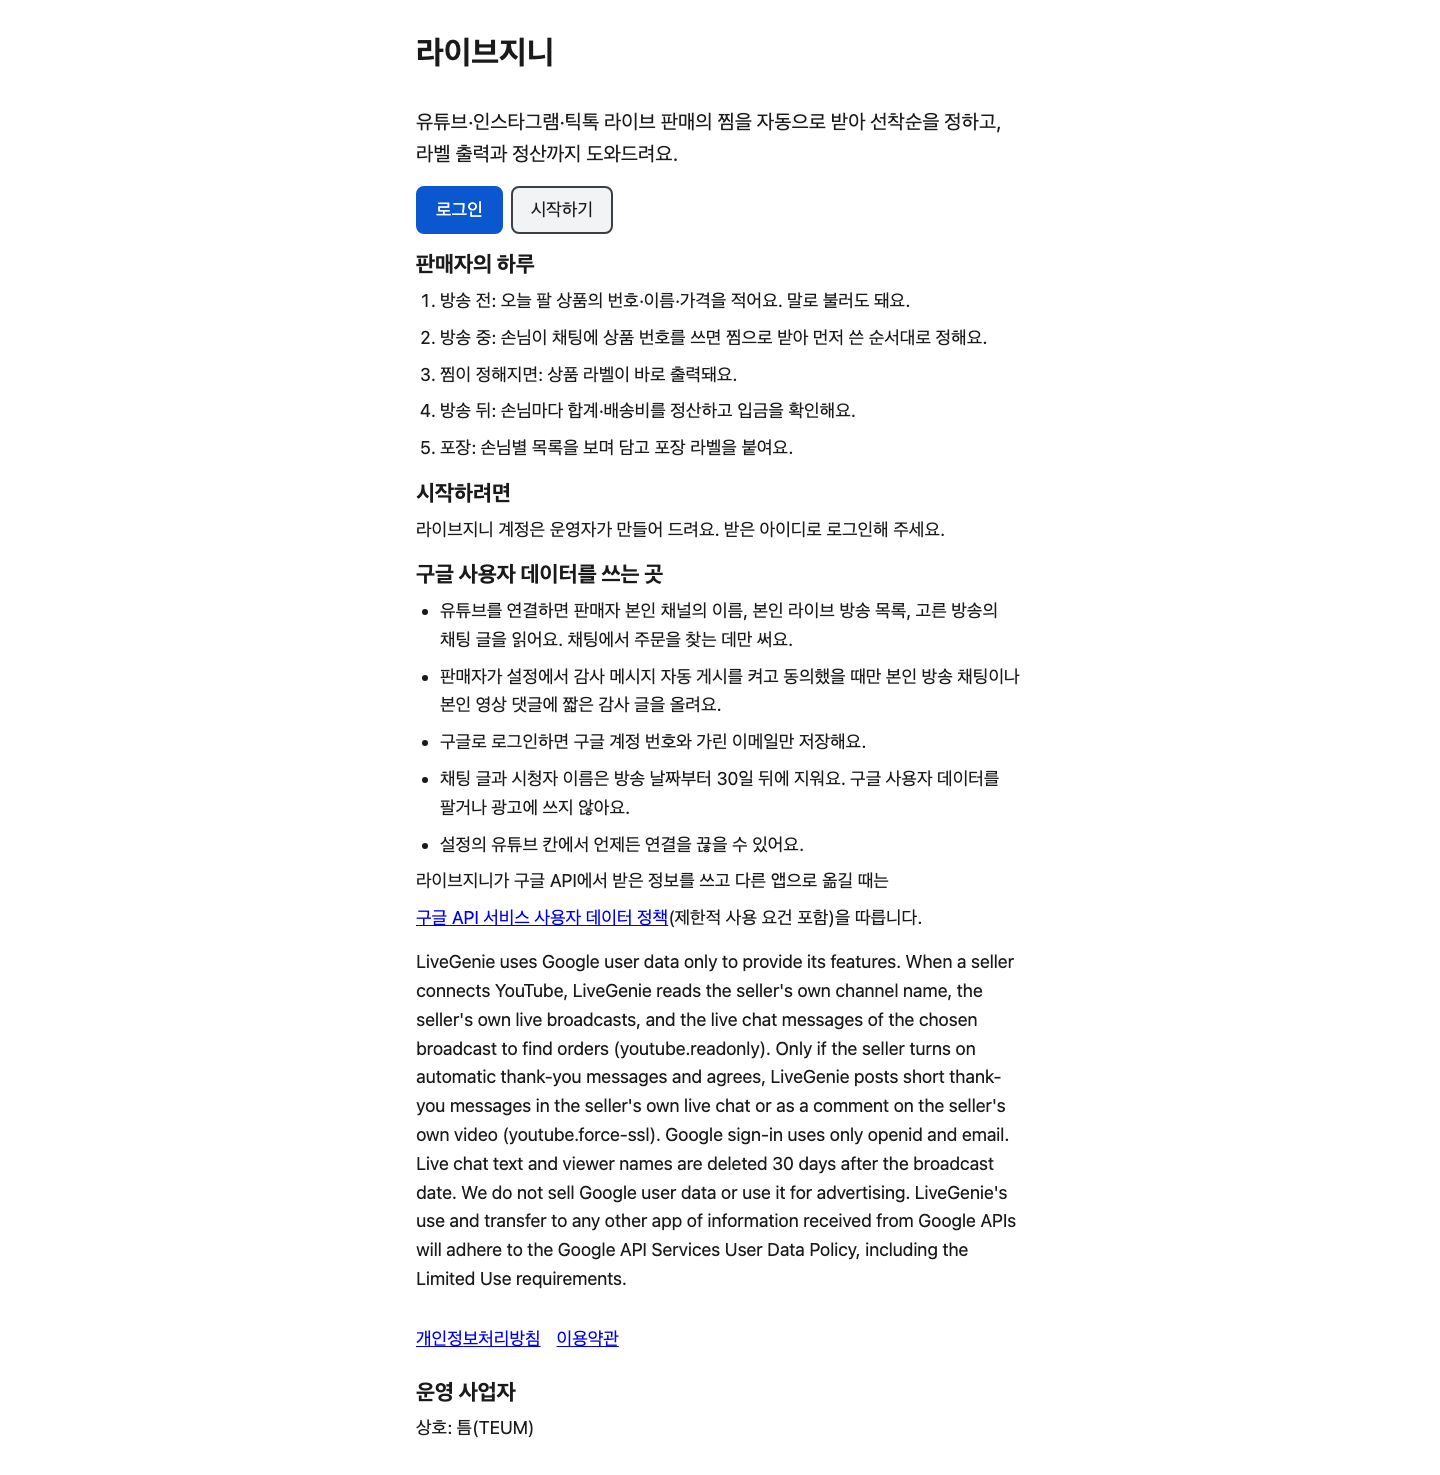 라이브지니
유튜브·인스타그램·틱톡 라이브 판매의 찜을 자동으로 받아 선착순을 정하고,
라벨 출력과 정산까지 도와드려요.
로그인 시작하기
판매자의 하루
1. 방송 전: 오늘 팔 상품의 번호·이름·가격을 적어요. 말로 불러도 돼요.
2. 방송 중: 손님이 채팅에 상품 번호를 쓰면 찜으로 받아 먼저 쓴 순서대로 정해요.
3. 찜이 정해지면: 상품 라벨이 바로 출력돼요.
4. 방송 뒤: 손님마다 합계·배송비를 정산하고 입금을 확인해요.
5. 포장: 손님별 목록을 보며 담고 포장 라벨을 붙여요.
시작하려면
라이브지니 계정은 운영자가 만들어 드려요. 받은 아이디로 로그인해 주세요.
구글 사용자 데이터를 쓰는 곳
• 유튜브를 연결하면 판매자 본인 채널의 이름, 본인 라이브 방송 목록, 고른 방송의
채팅 글을 읽어요. 채팅에서 주문을 찾는 데만 써요.
• 판매자가 설정에서 감사 메시지 자동 게시를 켜고 동의했을 때만 본인 방송 채팅이나
본인 영상 댓글에 짧은 감사 글을 올려요.
• 구글로 로그인하면 구글 계정 번호와 가린 이메일만 저장해요.
• 채팅 글과 시청자 이름은 방송 날짜부터 30일 뒤에 지워요. 구글 사용자 데이터를
팔거나 광고에 쓰지 않아요.
• 설정의 유튜브 칸에서 언제든 연결을 끊을 수 있어요.
라이브지니가 구글 API에서 받은 정보를 쓰고 다른 앱으로 옮길 때는
구글 API 서비스 사용자 데이터 정책(제한적 사용 요건 포함)을 따릅니다.
LiveGenie uses Google user data only to provide its features. When a seller
connects YouTube, LiveGenie reads the seller's own channel name, the
seller's own live broadcasts, and the live chat messages of the chosen
broadcast to find orders (youtube.readonly). Only if the seller turns on
automatic thank-you messages and agrees, LiveGenie posts short thank-
you messages in the seller's own live chat or as a comment on the seller's
own video (youtube.force-ssl). Google sign-in uses only openid and email.
Live chat text and viewer names are deleted 30 days after the broadcast
date. We do not sell Google user data or use it for advertising. LiveGenie's
use and transfer to any other app of information received from Google APIs
will adhere to the Google API Services User Data Policy, including the
Limited Use requirements.
개인정보처리방침 이용약관
운영 사업자
상호: 틈(TEUM)